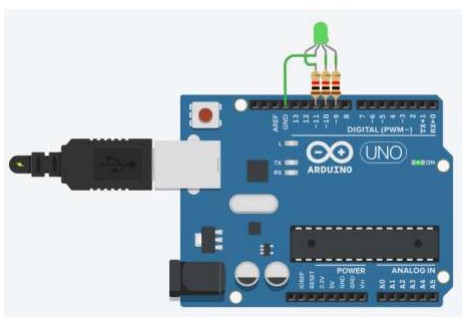 AREF
GND
13
12
~11
~10
~9
8
7
~6
~5
4
~3
2
TX→1
RX←0
DIGITAL (PWM~)
L
TX
RX
ARDUINO
UNO
ON
POWER
ANALOG IN
IOREF
RESET
3.3V
5V
GND
GND
Vin
A0
A1
A2
A3
A4
A5